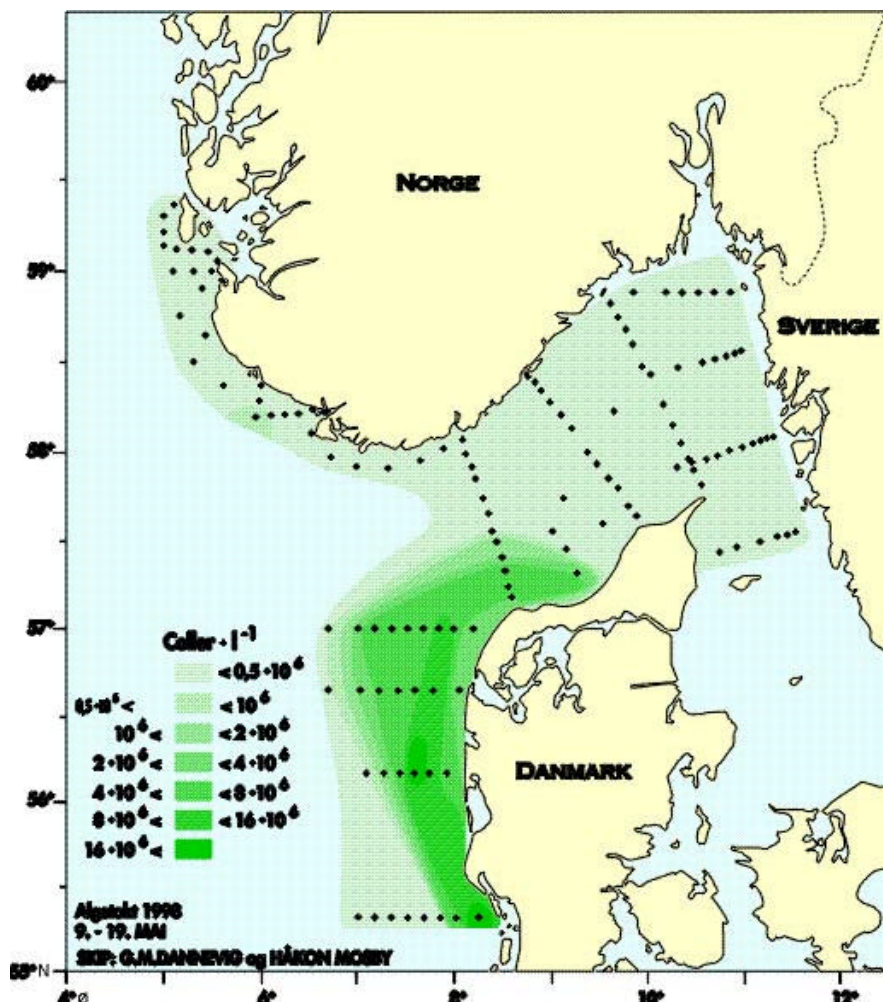 60°
NORGE
59°
SVERIGE
58°
57°
Celler · l⁻¹
< 0,5 · 10⁶
0,5 · 10⁶ < < 10⁶
10⁶ < < 2 · 10⁶
2 · 10⁶ < < 4 · 10⁶
4 · 10⁶ < < 8 · 10⁶
8 · 10⁶ < < 16 · 10⁶
16 · 10⁶ <
DANMARK
56°
Algetokt 1998
9. - 19. MAI
SKIP: G.M.DANNEVIG og HÅKON MOSBY
55° N
4° Ø 6° 8° 10° 12°